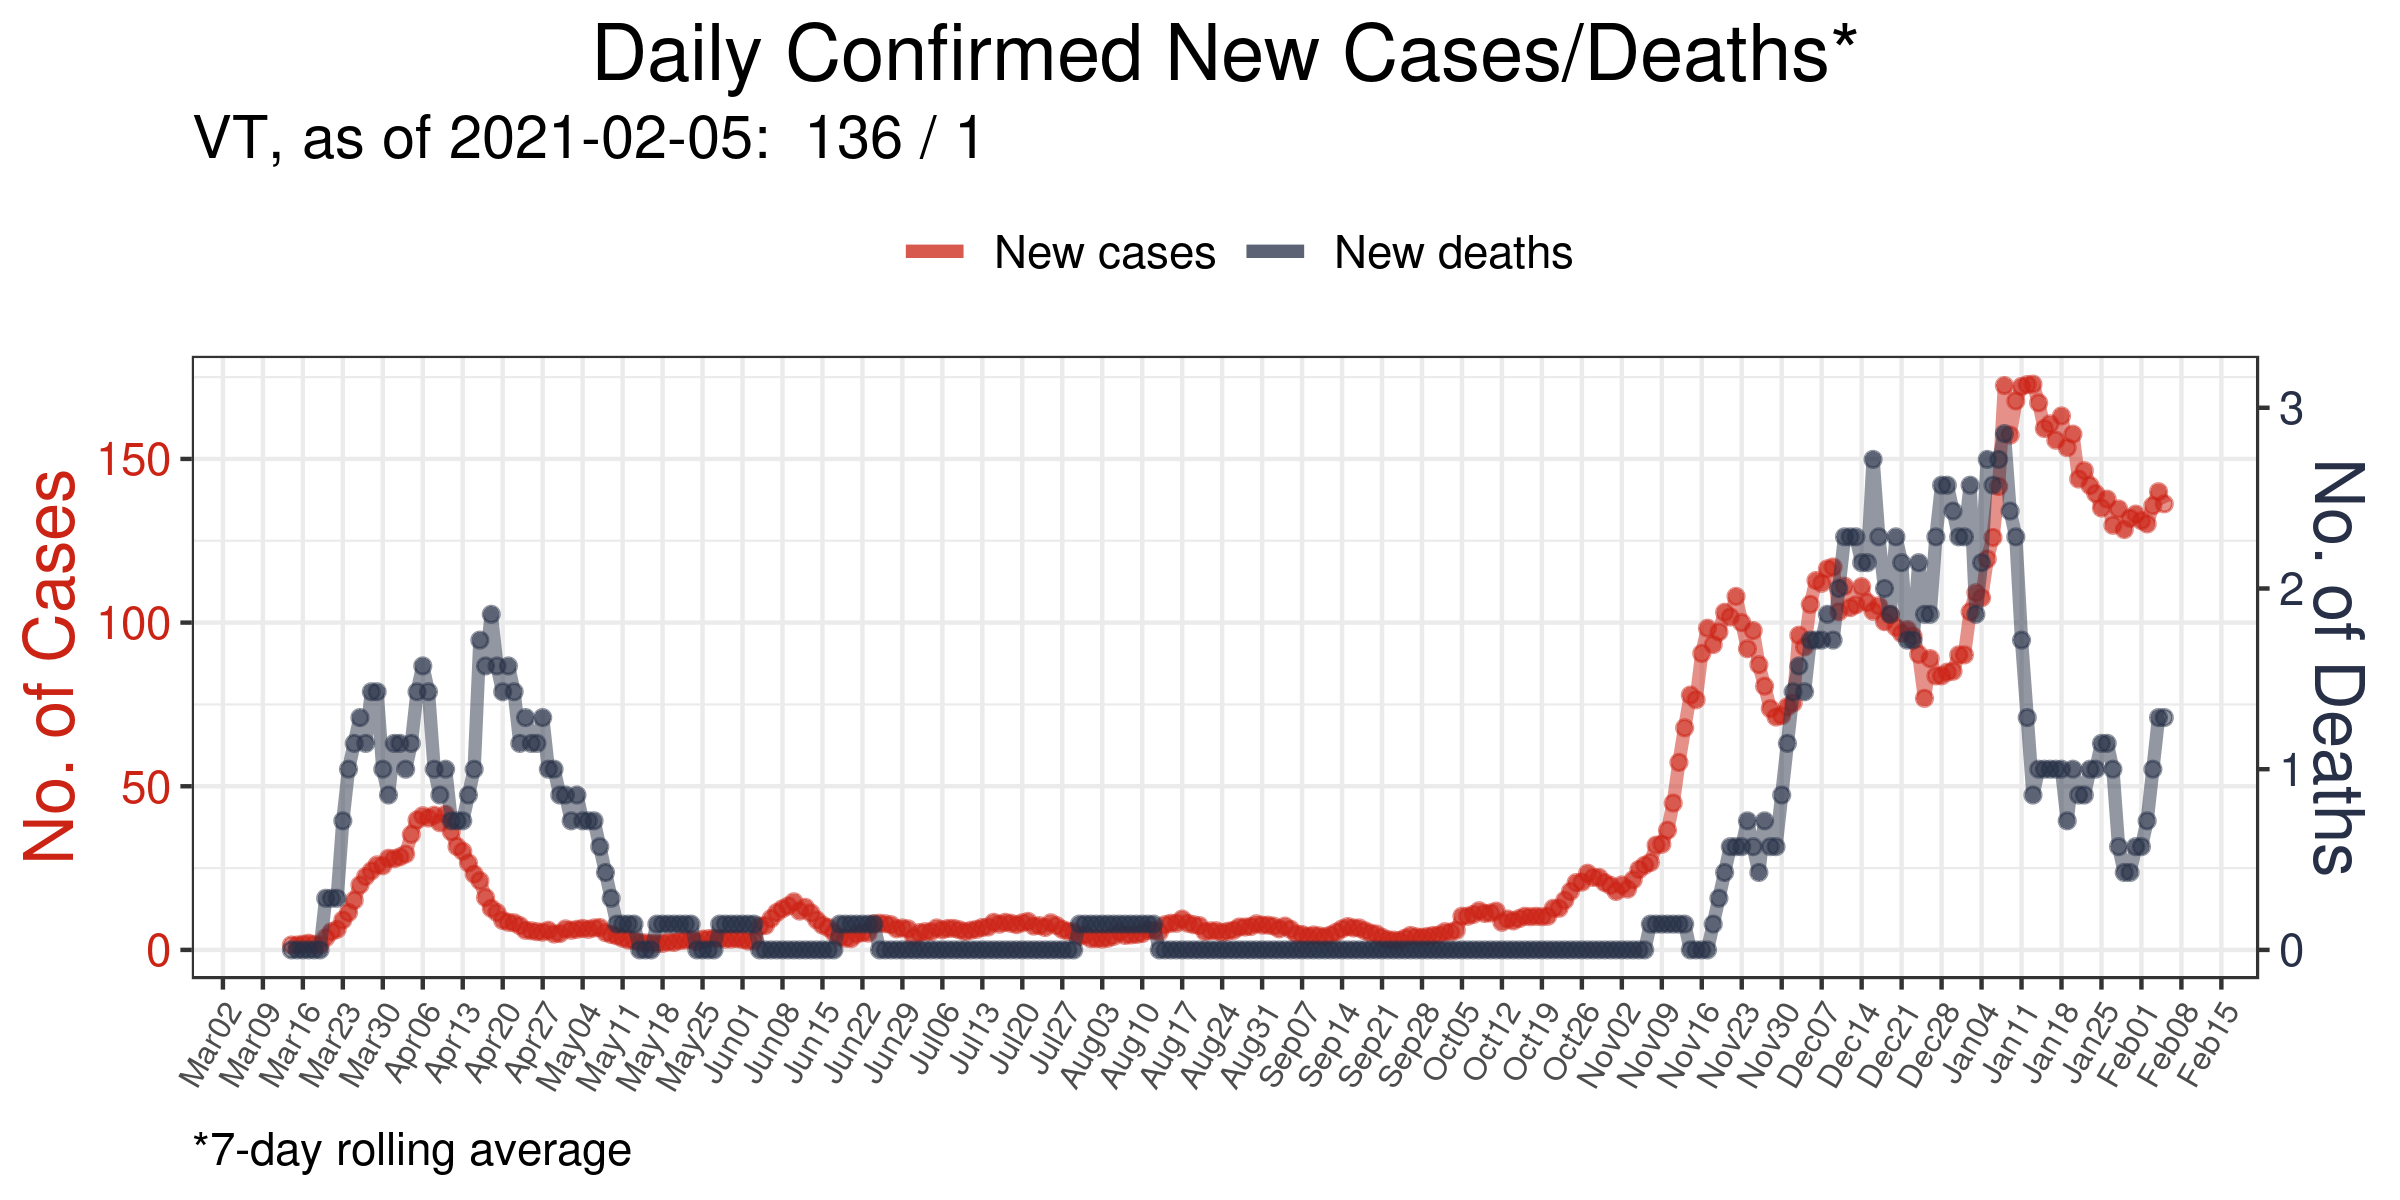 Daily Confirmed New Cases/Deaths*
VT, as of 2021-02-05:  136 / 1
New cases New deaths
No. of Cases
150
100
50
0
3
2
1
0
No. of Deaths
Mar02 Mar09 Mar16 Mar23 Mar30 Apr06 Apr13 Apr20 Apr27 May04 May11 May18 May25 Jun01 Jun08 Jun15 Jun22 Jun29 Jul06 Jul13 Jul20 Jul27 Aug03 Aug10 Aug17 Aug24 Aug31 Sep07 Sep14 Sep21 Sep28 Oct05 Oct12 Oct19 Oct26 Nov02 Nov09 Nov16 Nov23 Nov30 Dec07 Dec14 Dec21 Dec28 Jan04 Jan11 Jan18 Jan25 Feb01 Feb08 Feb15
*7-day rolling average